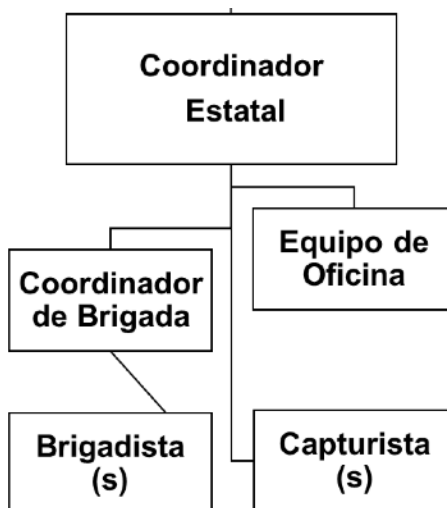 Coordinador
Estatal
Equipo de
Oficina
Coordinador
de Brigada
Brigadista
(s)
Capturista
(s)